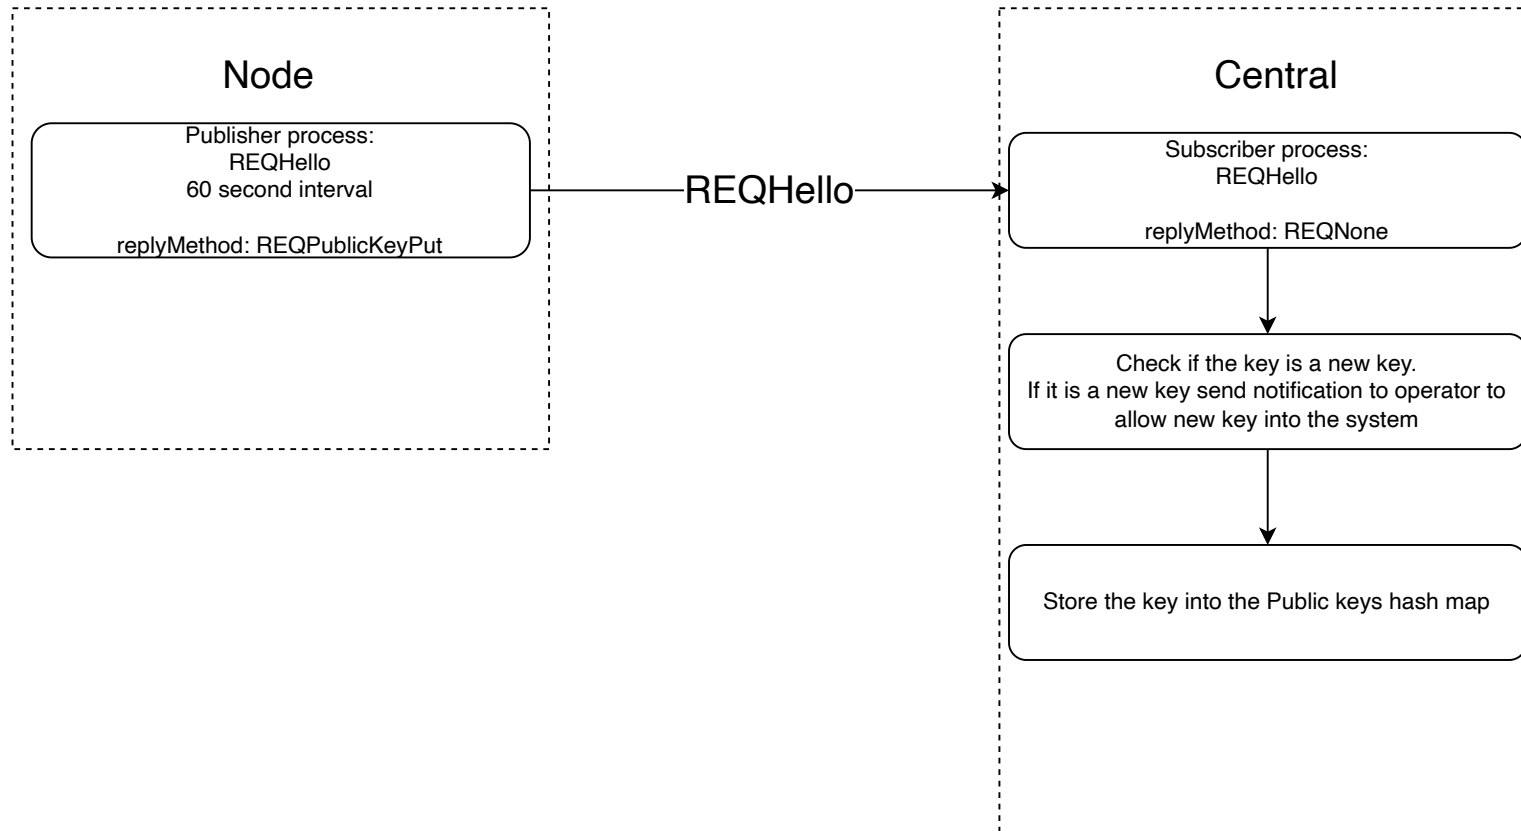 Node
Publisher process:
REQHello
60 second interval
replyMethod: REQPublicKeyPut
REQHello
Central
Subscriber process:
REQHello
replyMethod: REQNone
Check if the key is a new key.
If it is a new key send notification to operator to
allow new key into the system
Store the key into the Public keys hash map